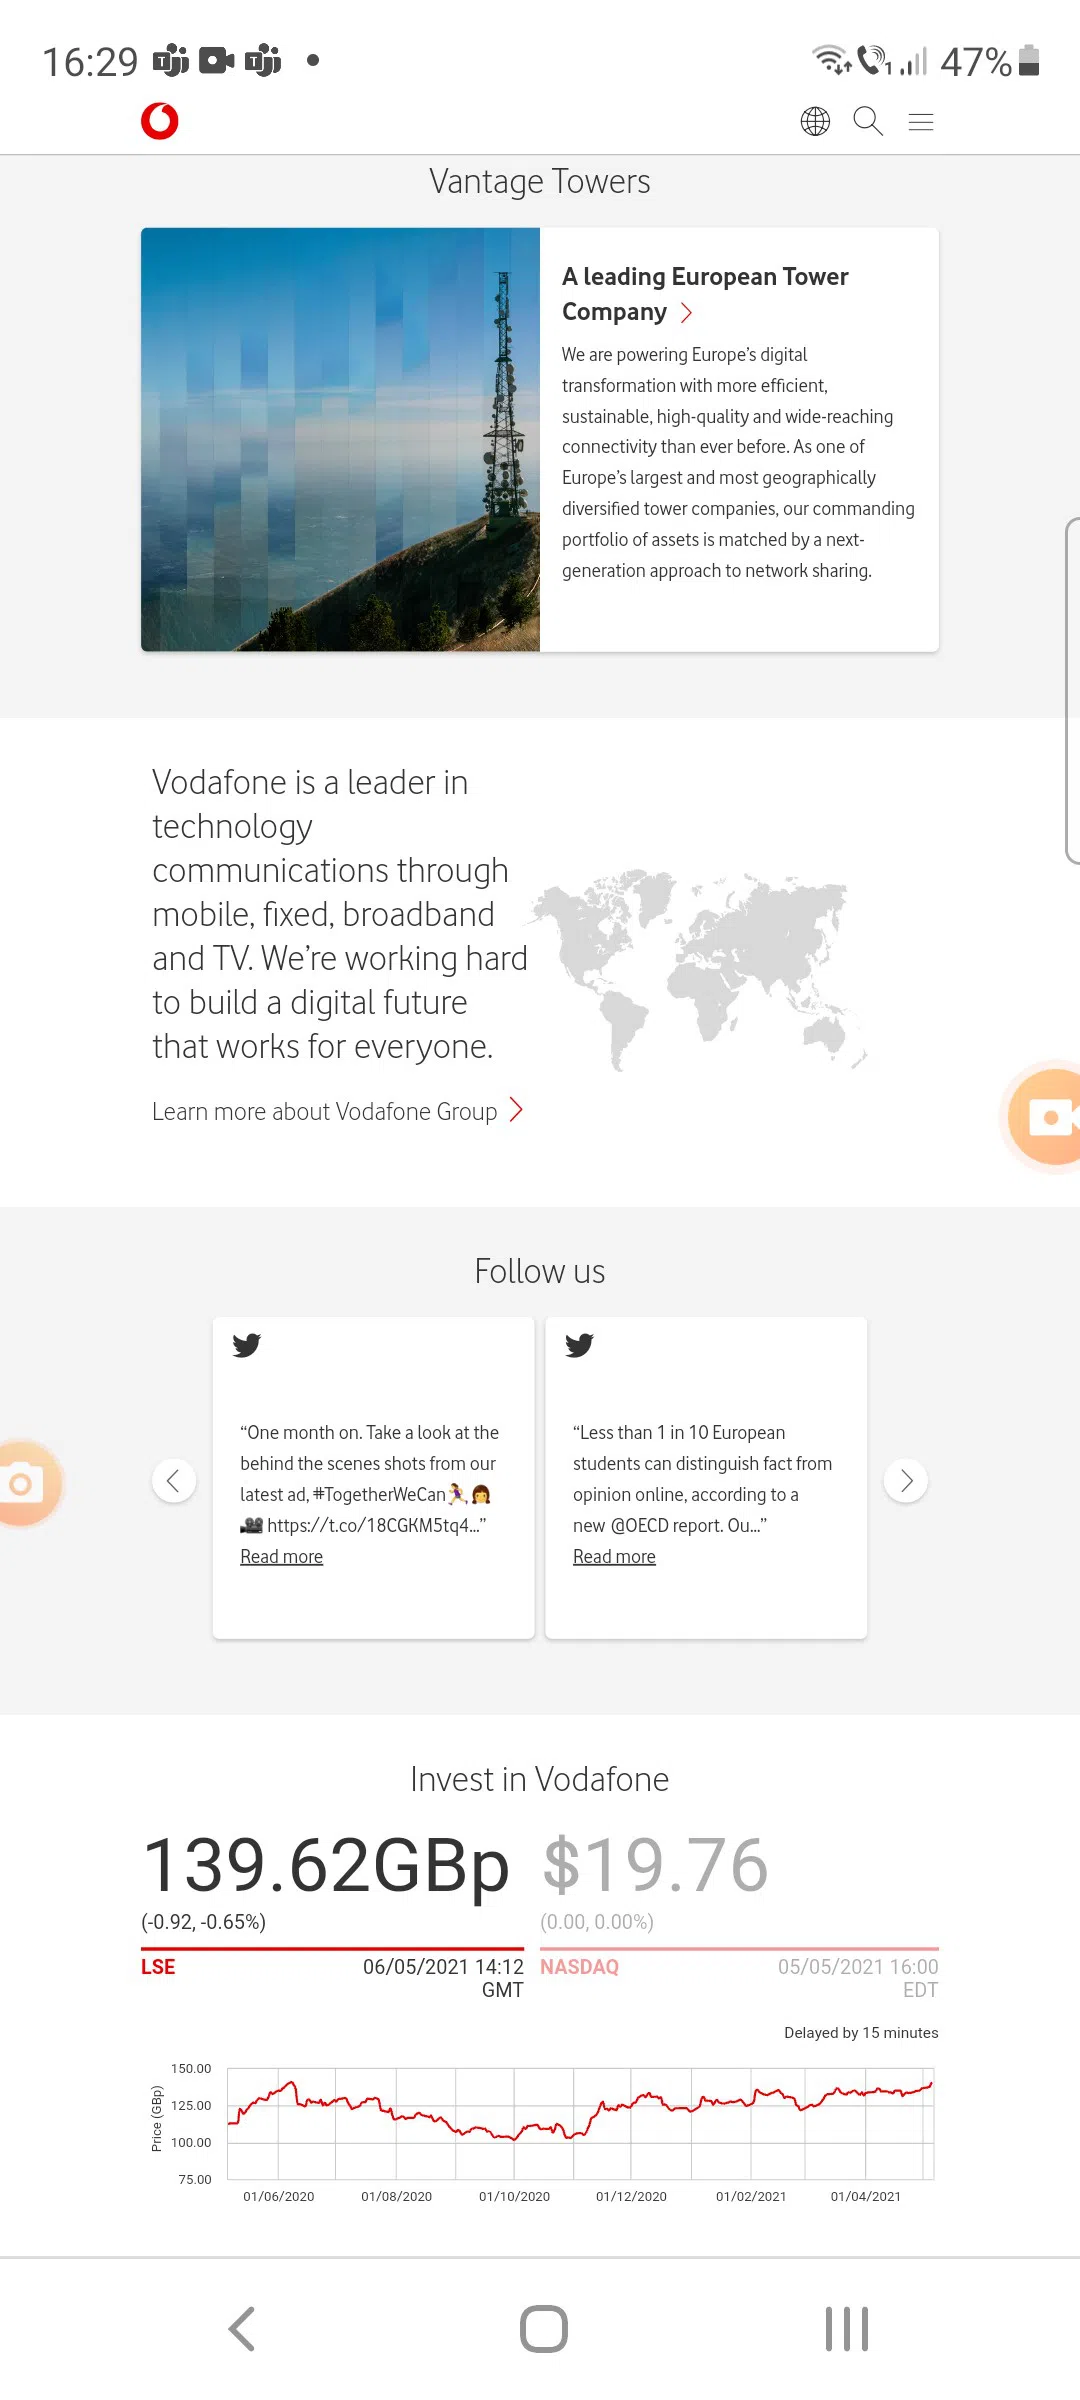 16:29
47%
Vantage Towers
A leading European Tower
Company
We are powering Europe’s digital
transformation with more efficient,
sustainable, high-quality and wide-reaching
connectivity than ever before. As one of
Europe’s largest and most geographically
diversified tower companies, our commanding
portfolio of assets is matched by a next-
generation approach to network sharing.
Vodafone is a leader in
technology
communications through
mobile, fixed, broadband
and TV. We’re working hard
to build a digital future
that works for everyone.
Learn more about Vodafone Group
Follow us
“One month on. Take a look at the
behind the scenes shots from our
latest ad, #TogetherWeCan🏃‍♀️👩
🎥 https://t.co/18CGKM5tq4...”
Read more
“Less than 1 in 10 European
students can distinguish fact from
opinion online, according to a
new @OECD report. Ou...”
Read more
Invest in Vodafone
139.62GBp
(-0.92, -0.65%)
LSE
06/05/2021 14:12
GMT
$19.76
(0.00, 0.00%)
NASDAQ
05/05/2021 16:00
EDT
Delayed by 15 minutes
Price (GBp)
150.00
125.00
100.00
75.00
01/06/2020
01/08/2020
01/10/2020
01/12/2020
01/02/2021
01/04/2021